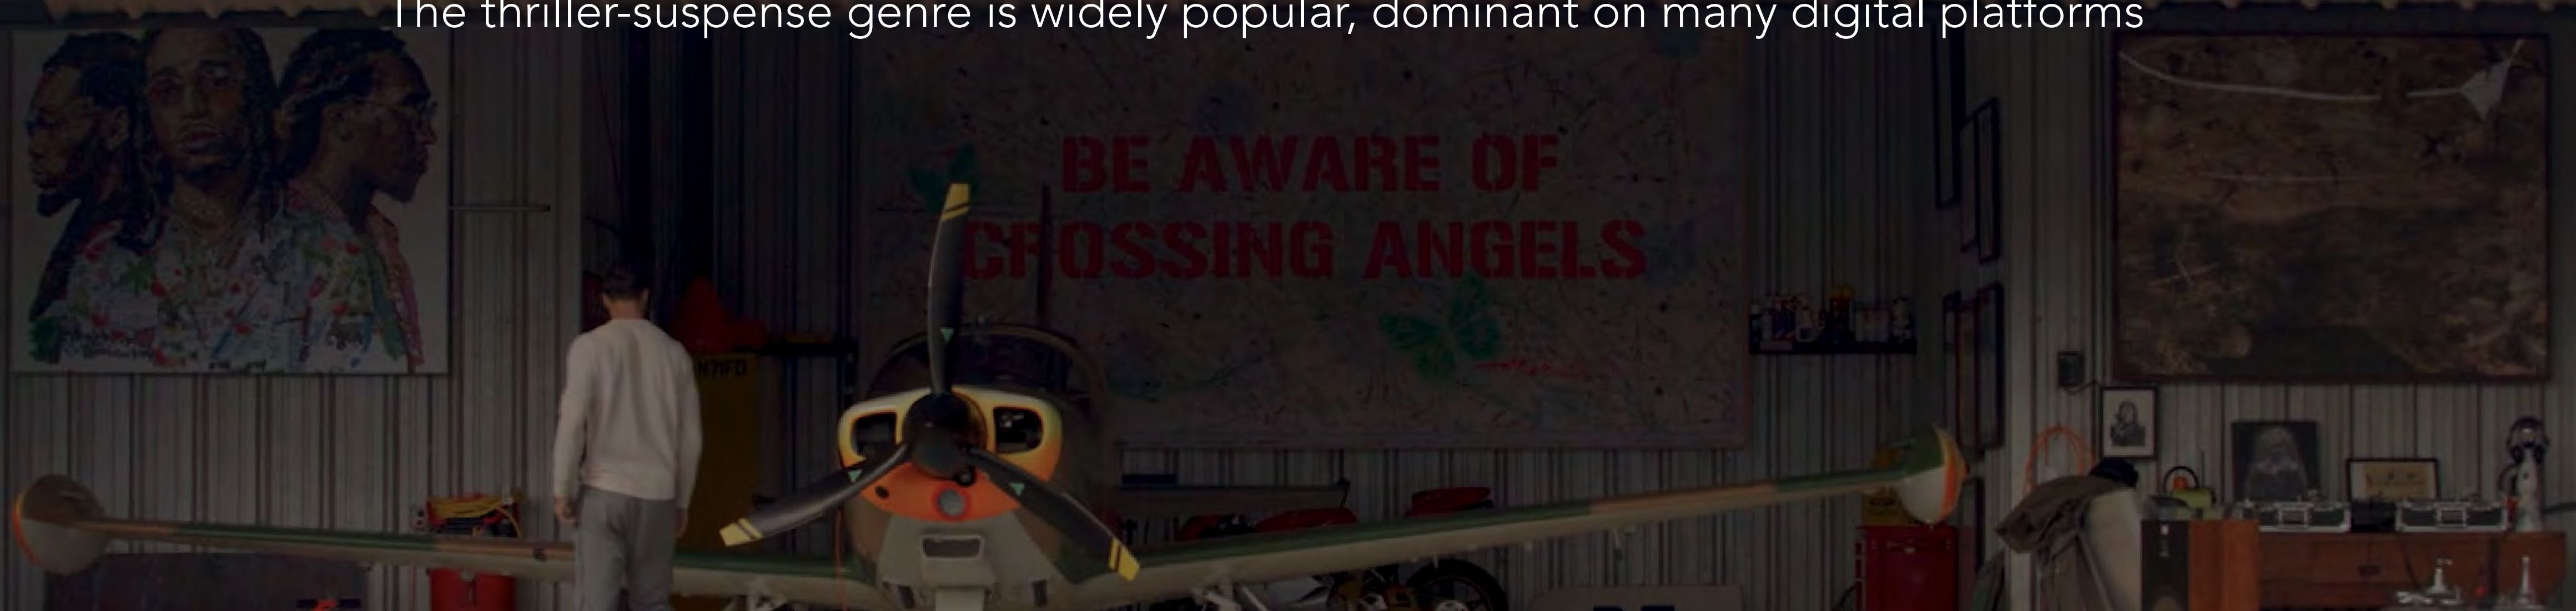 The thriller-suspense genre is widely popular, dominant on many digital platforms
BE AWARE OF
CROSSING ANGELS
N71FD